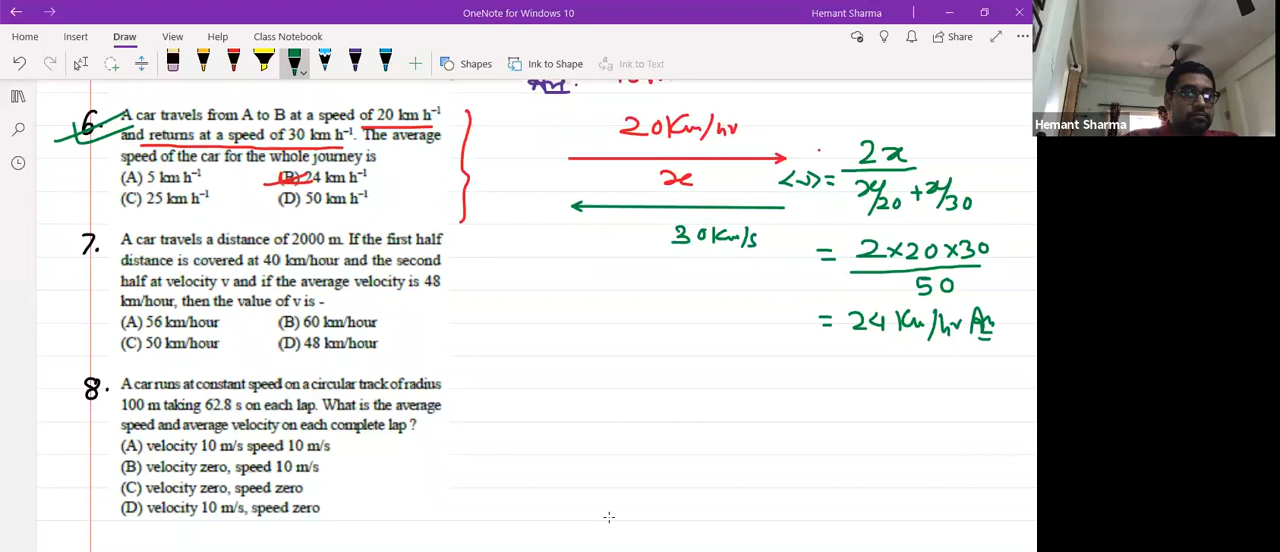 OneNote for Windows 10
Hemant Sharma
Home Insert Draw View Help Class Notebook
Share
Shapes Ink to Shape Ab Ink to Text
Hemant Sharma
6. A car travels from A to B at a speed of 20 km h⁻¹
and returns at a speed of 30 km h⁻¹. The average
speed of the car for the whole journey is
(A) 5 km h⁻¹ (B) 24 km h⁻¹
(C) 25 km h⁻¹ (D) 50 km h⁻¹
20Km/hr
x
30Km/s
<v> = 2x / (x/20 + x/30)
= 2×20×30 / 50
= 24 Km/hr Ans
7. A car travels a distance of 2000 m. If the first half
distance is covered at 40 km/hour and the second
half at velocity v and if the average velocity is 48
km/hour, then the value of v is -
(A) 56 km/hour (B) 60 km/hour
(C) 50 km/hour (D) 48 km/hour
8. A car runs at constant speed on a circular track of radius
100 m taking 62.8 s on each lap. What is the average
speed and average velocity on each complete lap ?
(A) velocity 10 m/s speed 10 m/s
(B) velocity zero, speed 10 m/s
(C) velocity zero, speed zero
(D) velocity 10 m/s, speed zero